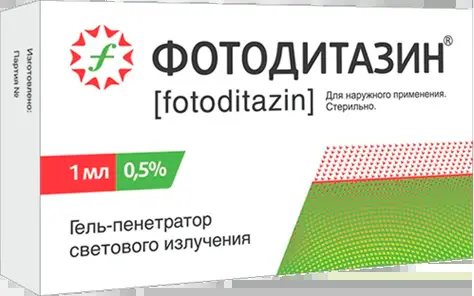 Изготовлено:
Партия №
f
ФОТОДИТАЗИН®
[fotoditazin]
Для наружного применения.
Стерильно.
1 мл 0,5%
Гель-пенетратор
светового излучения